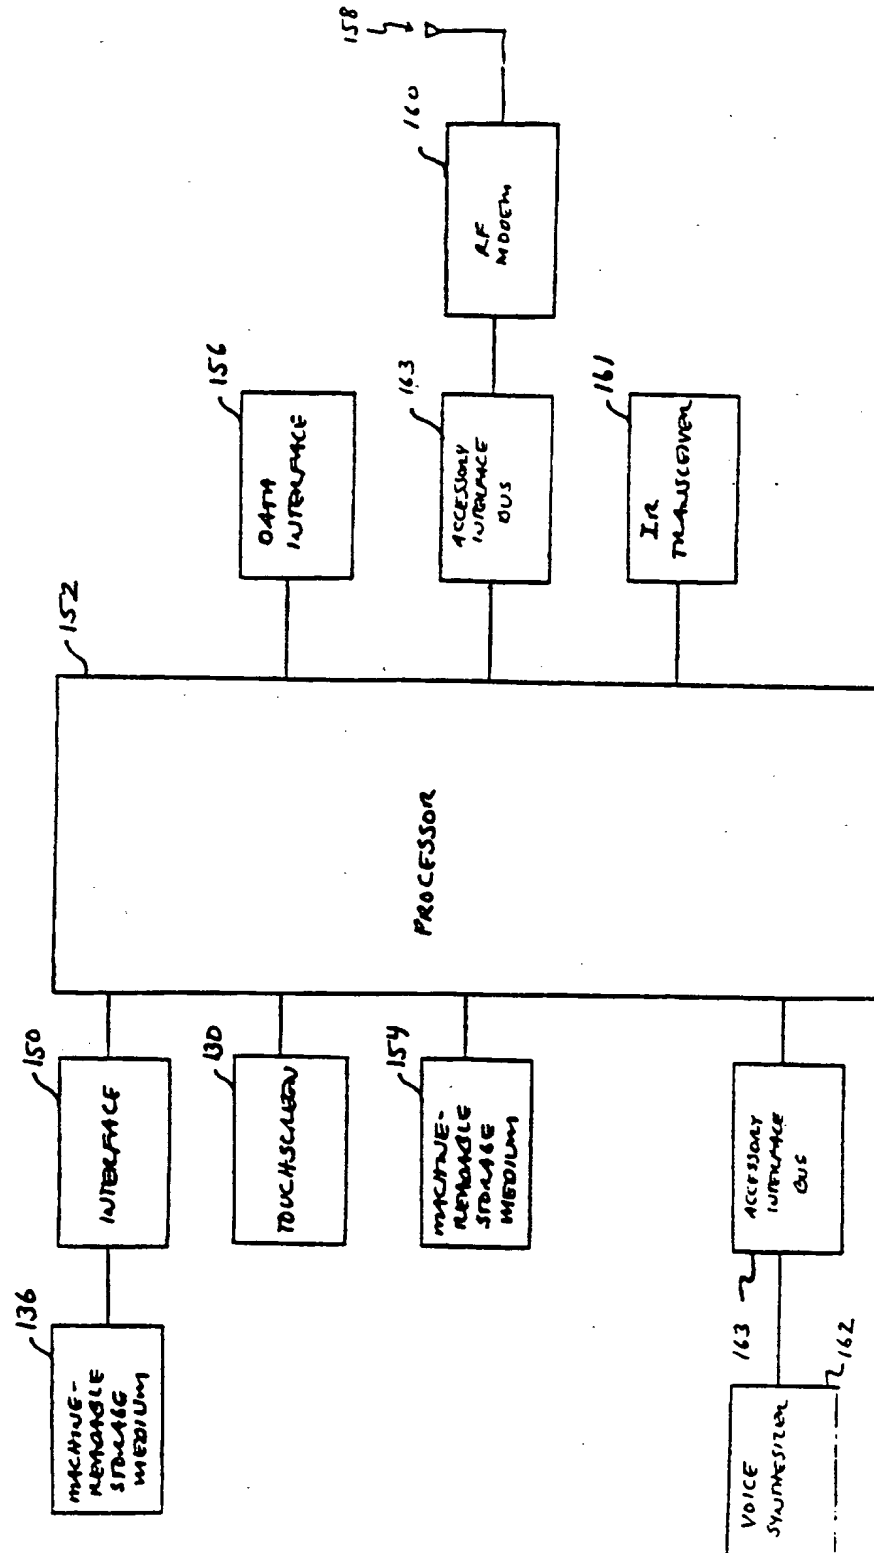 136
MACHINE-
READABLE
STORAGE
MEDIUM
150
INTERFACE
130
TOUCHSCREEN
154
MACHINE-
READABLE
STORAGE
MEDIUM
162
VOICE
SYNTHESIZER
163
ACCESSORY
INTERFACE
BUS
152
PROCESSOR
156
DATA
INTERFACE
163
ACCESSORY
INTERFACE
BUS
161
IR
TRANSCEIVER
160
RF
MODEM
158